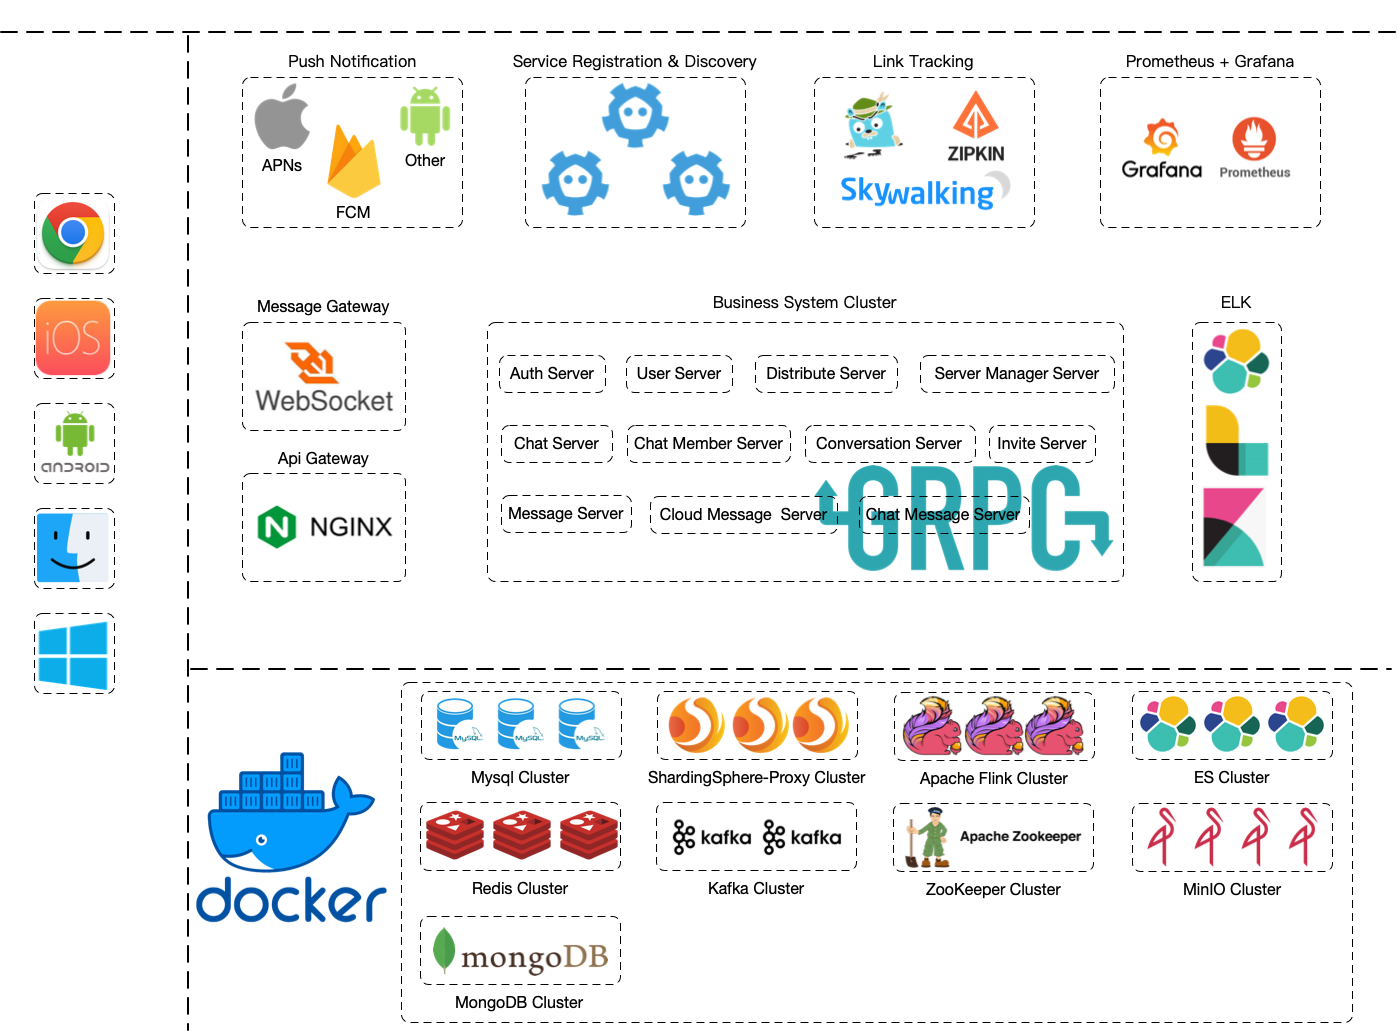 Push Notification
Service Registration & Discovery
Link Tracking
Prometheus + Grafana
APNs
FCM
Other
ZIPKIN
Skywalking
Grafana
Prometheus
iOS
ANDROID
Message Gateway
WebSocket
Api Gateway
NGINX
Business System Cluster
Auth Server
User Server
Distribute Server
Server Manager Server
Chat Server
Chat Member Server
Conversation Server
Invite Server
Message Server
Cloud Message  Server
Chat Message Server
GRPC
ELK
docker
MySQL
MySQL
MySQL
Mysql Cluster
ShardingSphere-Proxy Cluster
Apache Flink Cluster
ES Cluster
Redis Cluster
kafka
kafka
Kafka Cluster
Apache Zookeeper
ZooKeeper Cluster
MinIO Cluster
mongoDB
MongoDB Cluster